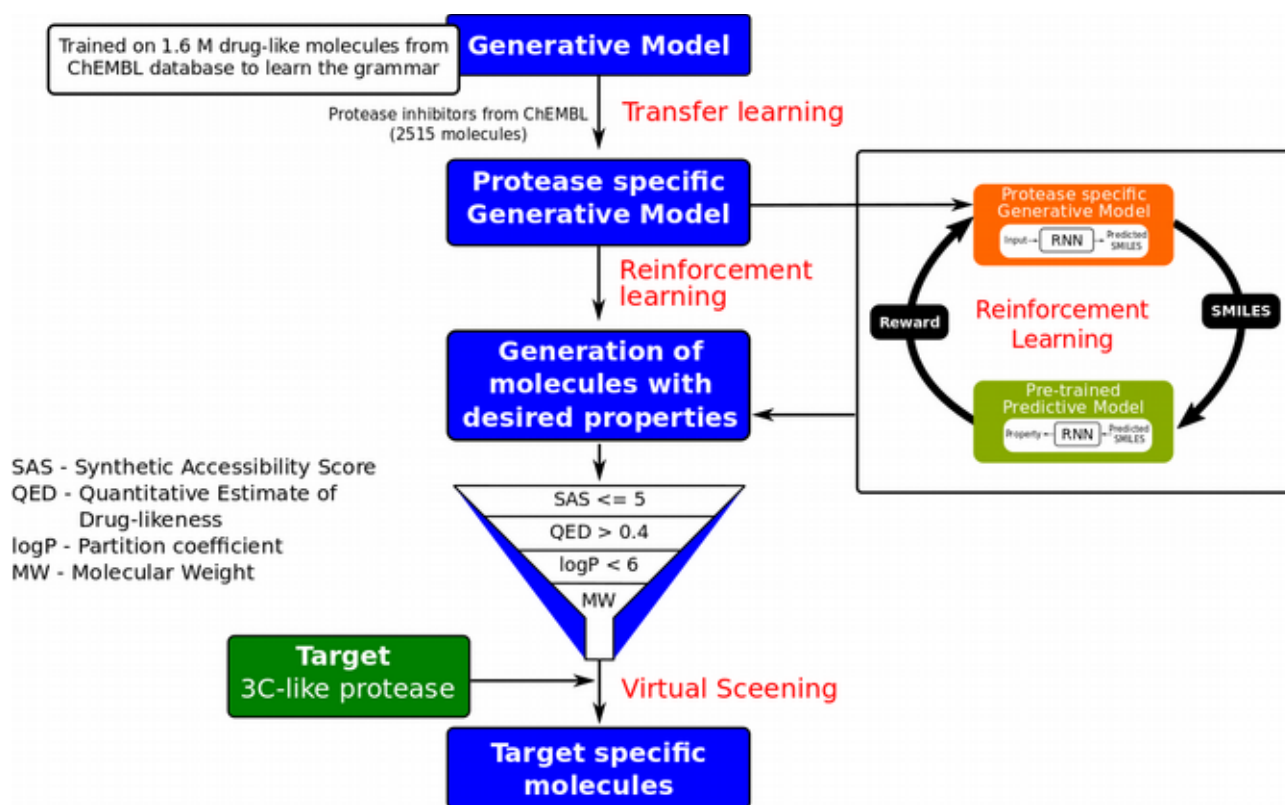 Trained on 1.6 M drug-like molecules from
ChEMBL database to learn the grammar
Generative Model
Protease inhibitors from ChEMBL
(2515 molecules)
Transfer learning
Protease specific
Generative Model
Reinforcement
learning
Generation of
molecules with
desired properties
Protease specific
Generative Model
Input
RNN
Predicted
SMILES
Reward
Reinforcement
Learning
SMILES
Pre-trained
Predictive Model
Property
RNN
Predicted
SMILES
SAS - Synthetic Accessibility Score
QED - Quantitative Estimate of
Drug-likeness
logP - Partition coefficient
MW - Molecular Weight
SAS <= 5
QED > 0.4
logP < 6
MW
Target
3C-like protease
Virtual Sceening
Target specific
molecules